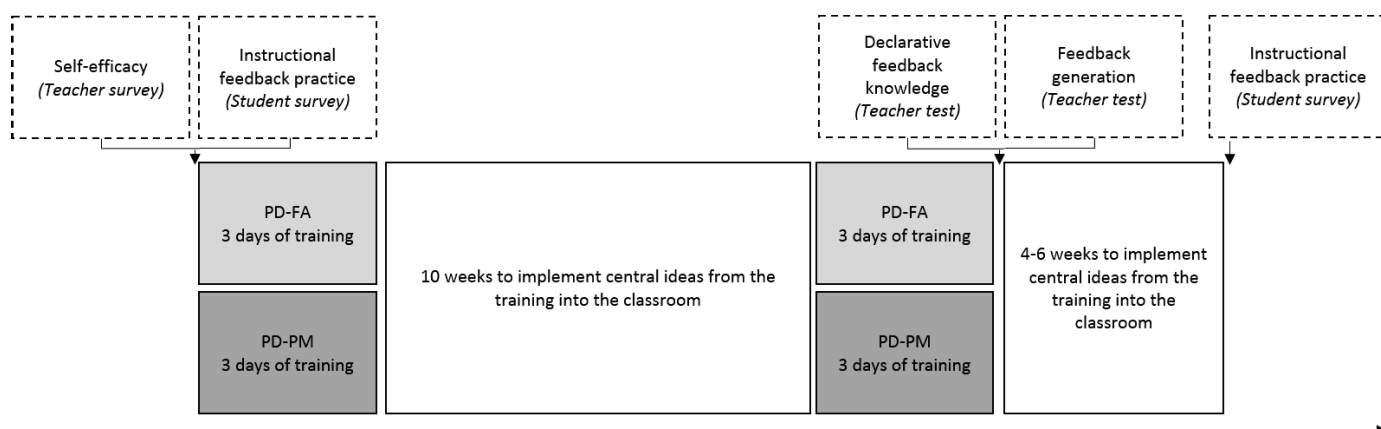 Self-efficacy
(Teacher survey)
Instructional
feedback practice
(Student survey)
Declarative
feedback
knowledge
(Teacher test)
Feedback
generation
(Teacher test)
Instructional
feedback practice
(Student survey)
PD-FA
3 days of training
PD-PM
3 days of training
10 weeks to implement central ideas from the
training into the classroom
PD-FA
3 days of training
PD-PM
3 days of training
4-6 weeks to implement
central ideas from the
training into the
classroom